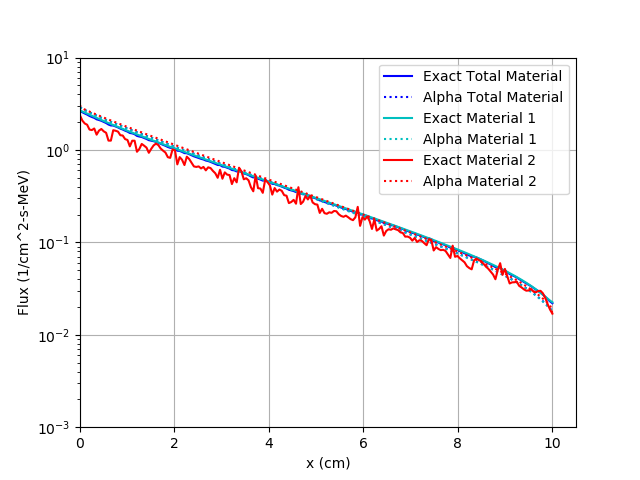 Exact Total Material
Alpha Total Material
Exact Material 1
Alpha Material 1
Exact Material 2
Alpha Material 2
10^1
10^0
10^−1
10^−2
10^−3
Flux (1/cm^2-s-MeV)
0 2 4 6 8 10
x (cm)